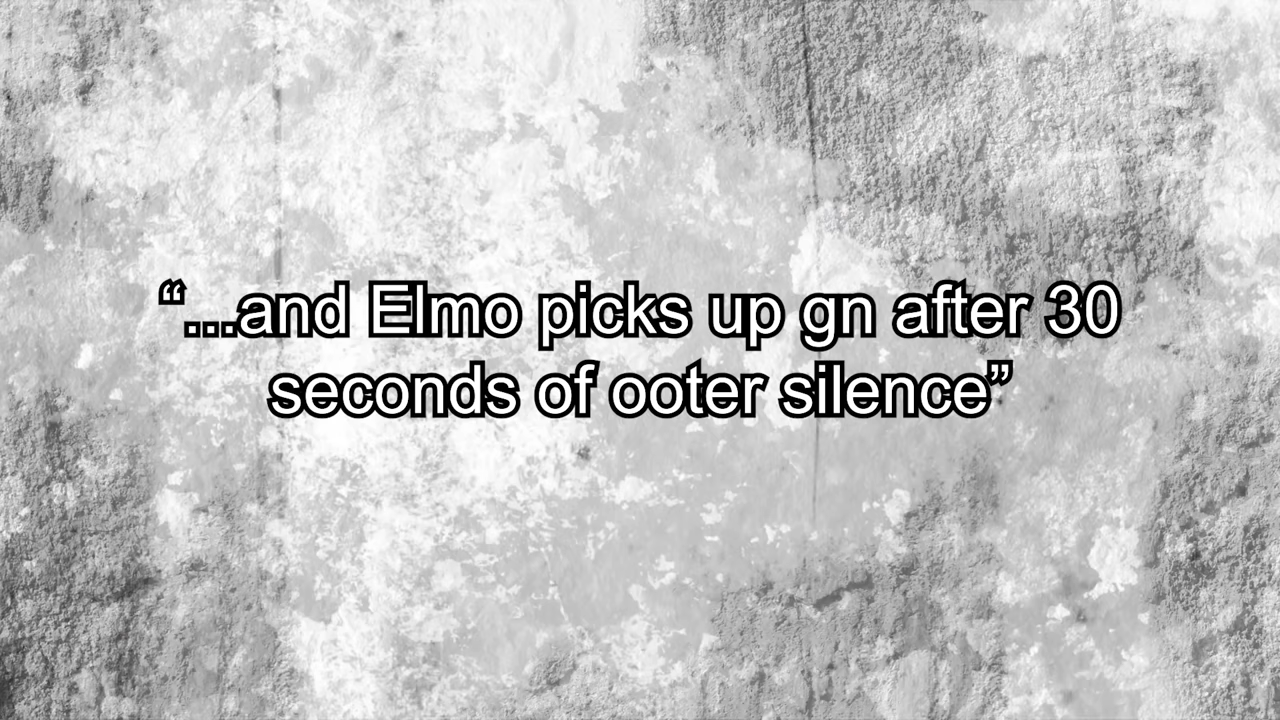 “...and Elmo picks up gn after 30
seconds of ooter silence”